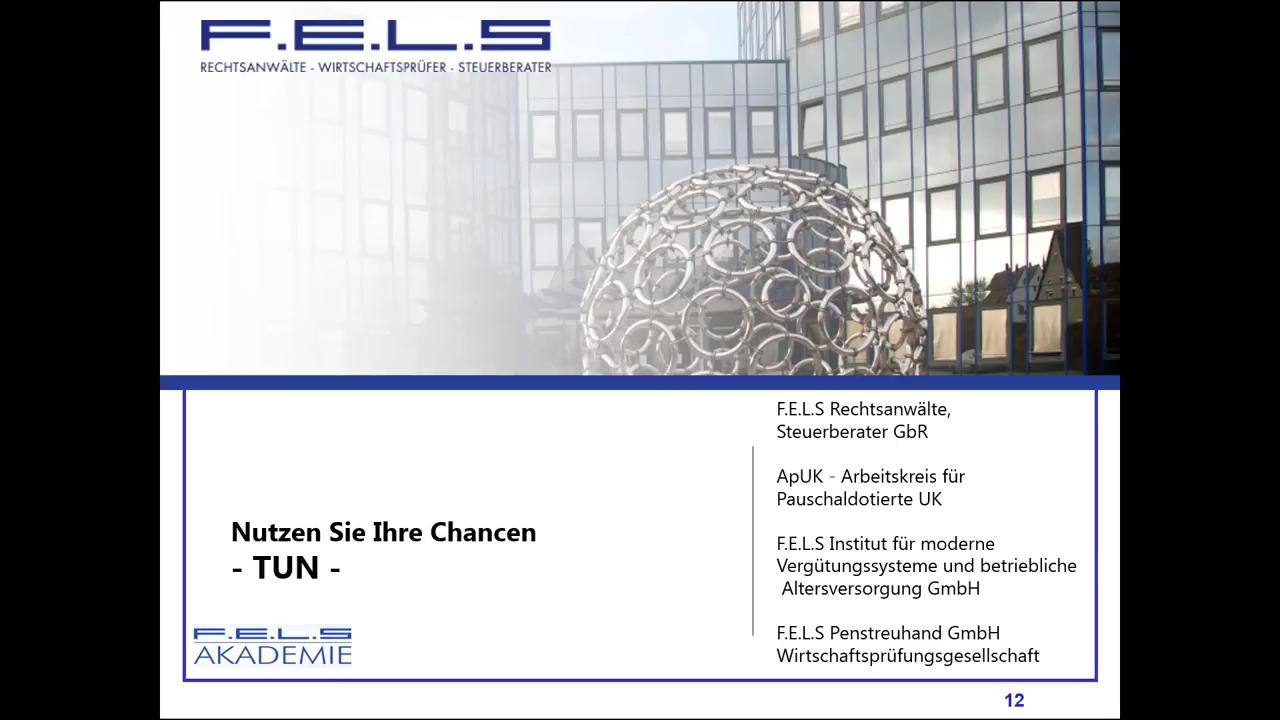 F.E.L.S
RECHTSANWÄLTE - WIRTSCHAFTSPRÜFER - STEUERBERATER
Nutzen Sie Ihre Chancen
- TUN -
F.E.L.S
AKADEMIE
F.E.L.S Rechtsanwälte,
Steuerberater GbR
ApUK - Arbeitskreis für
Pauschaldotierte UK
F.E.L.S Institut für moderne
Vergütungssysteme und betriebliche
Altersversorgung GmbH
F.E.L.S Penstreuhand GmbH
Wirtschaftsprüfungsgesellschaft
12